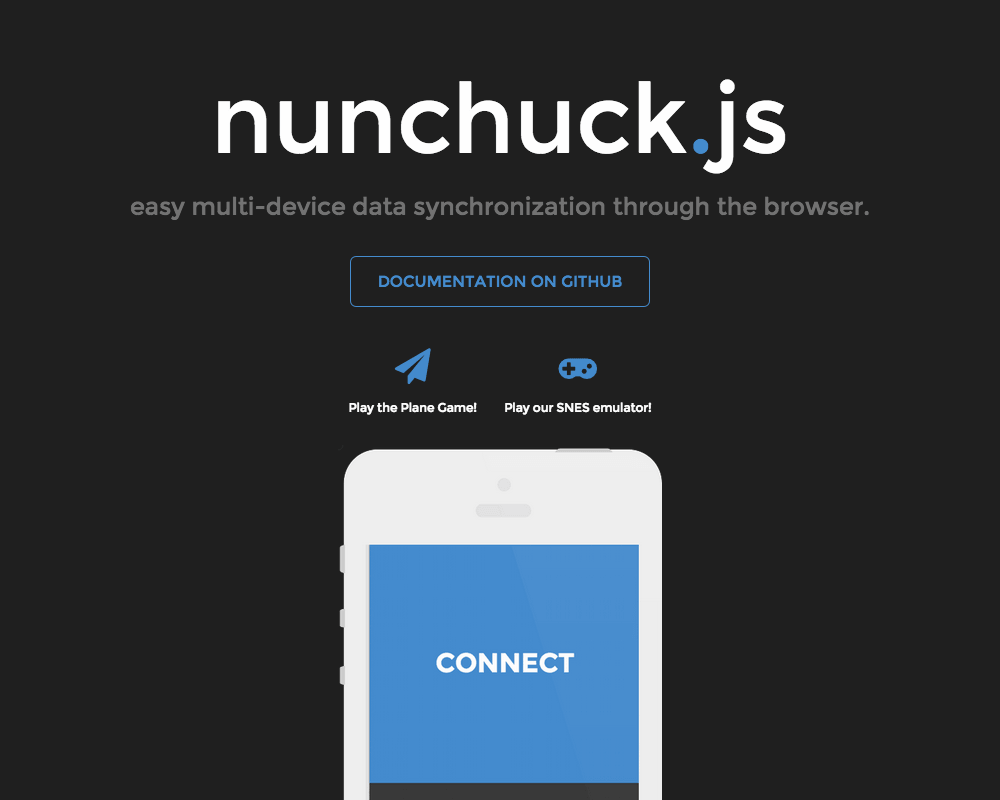 nunchuck.js
easy multi-device data synchronization through the browser.
DOCUMENTATION ON GITHUB
Play the Plane Game!
Play our SNES emulator!
CONNECT